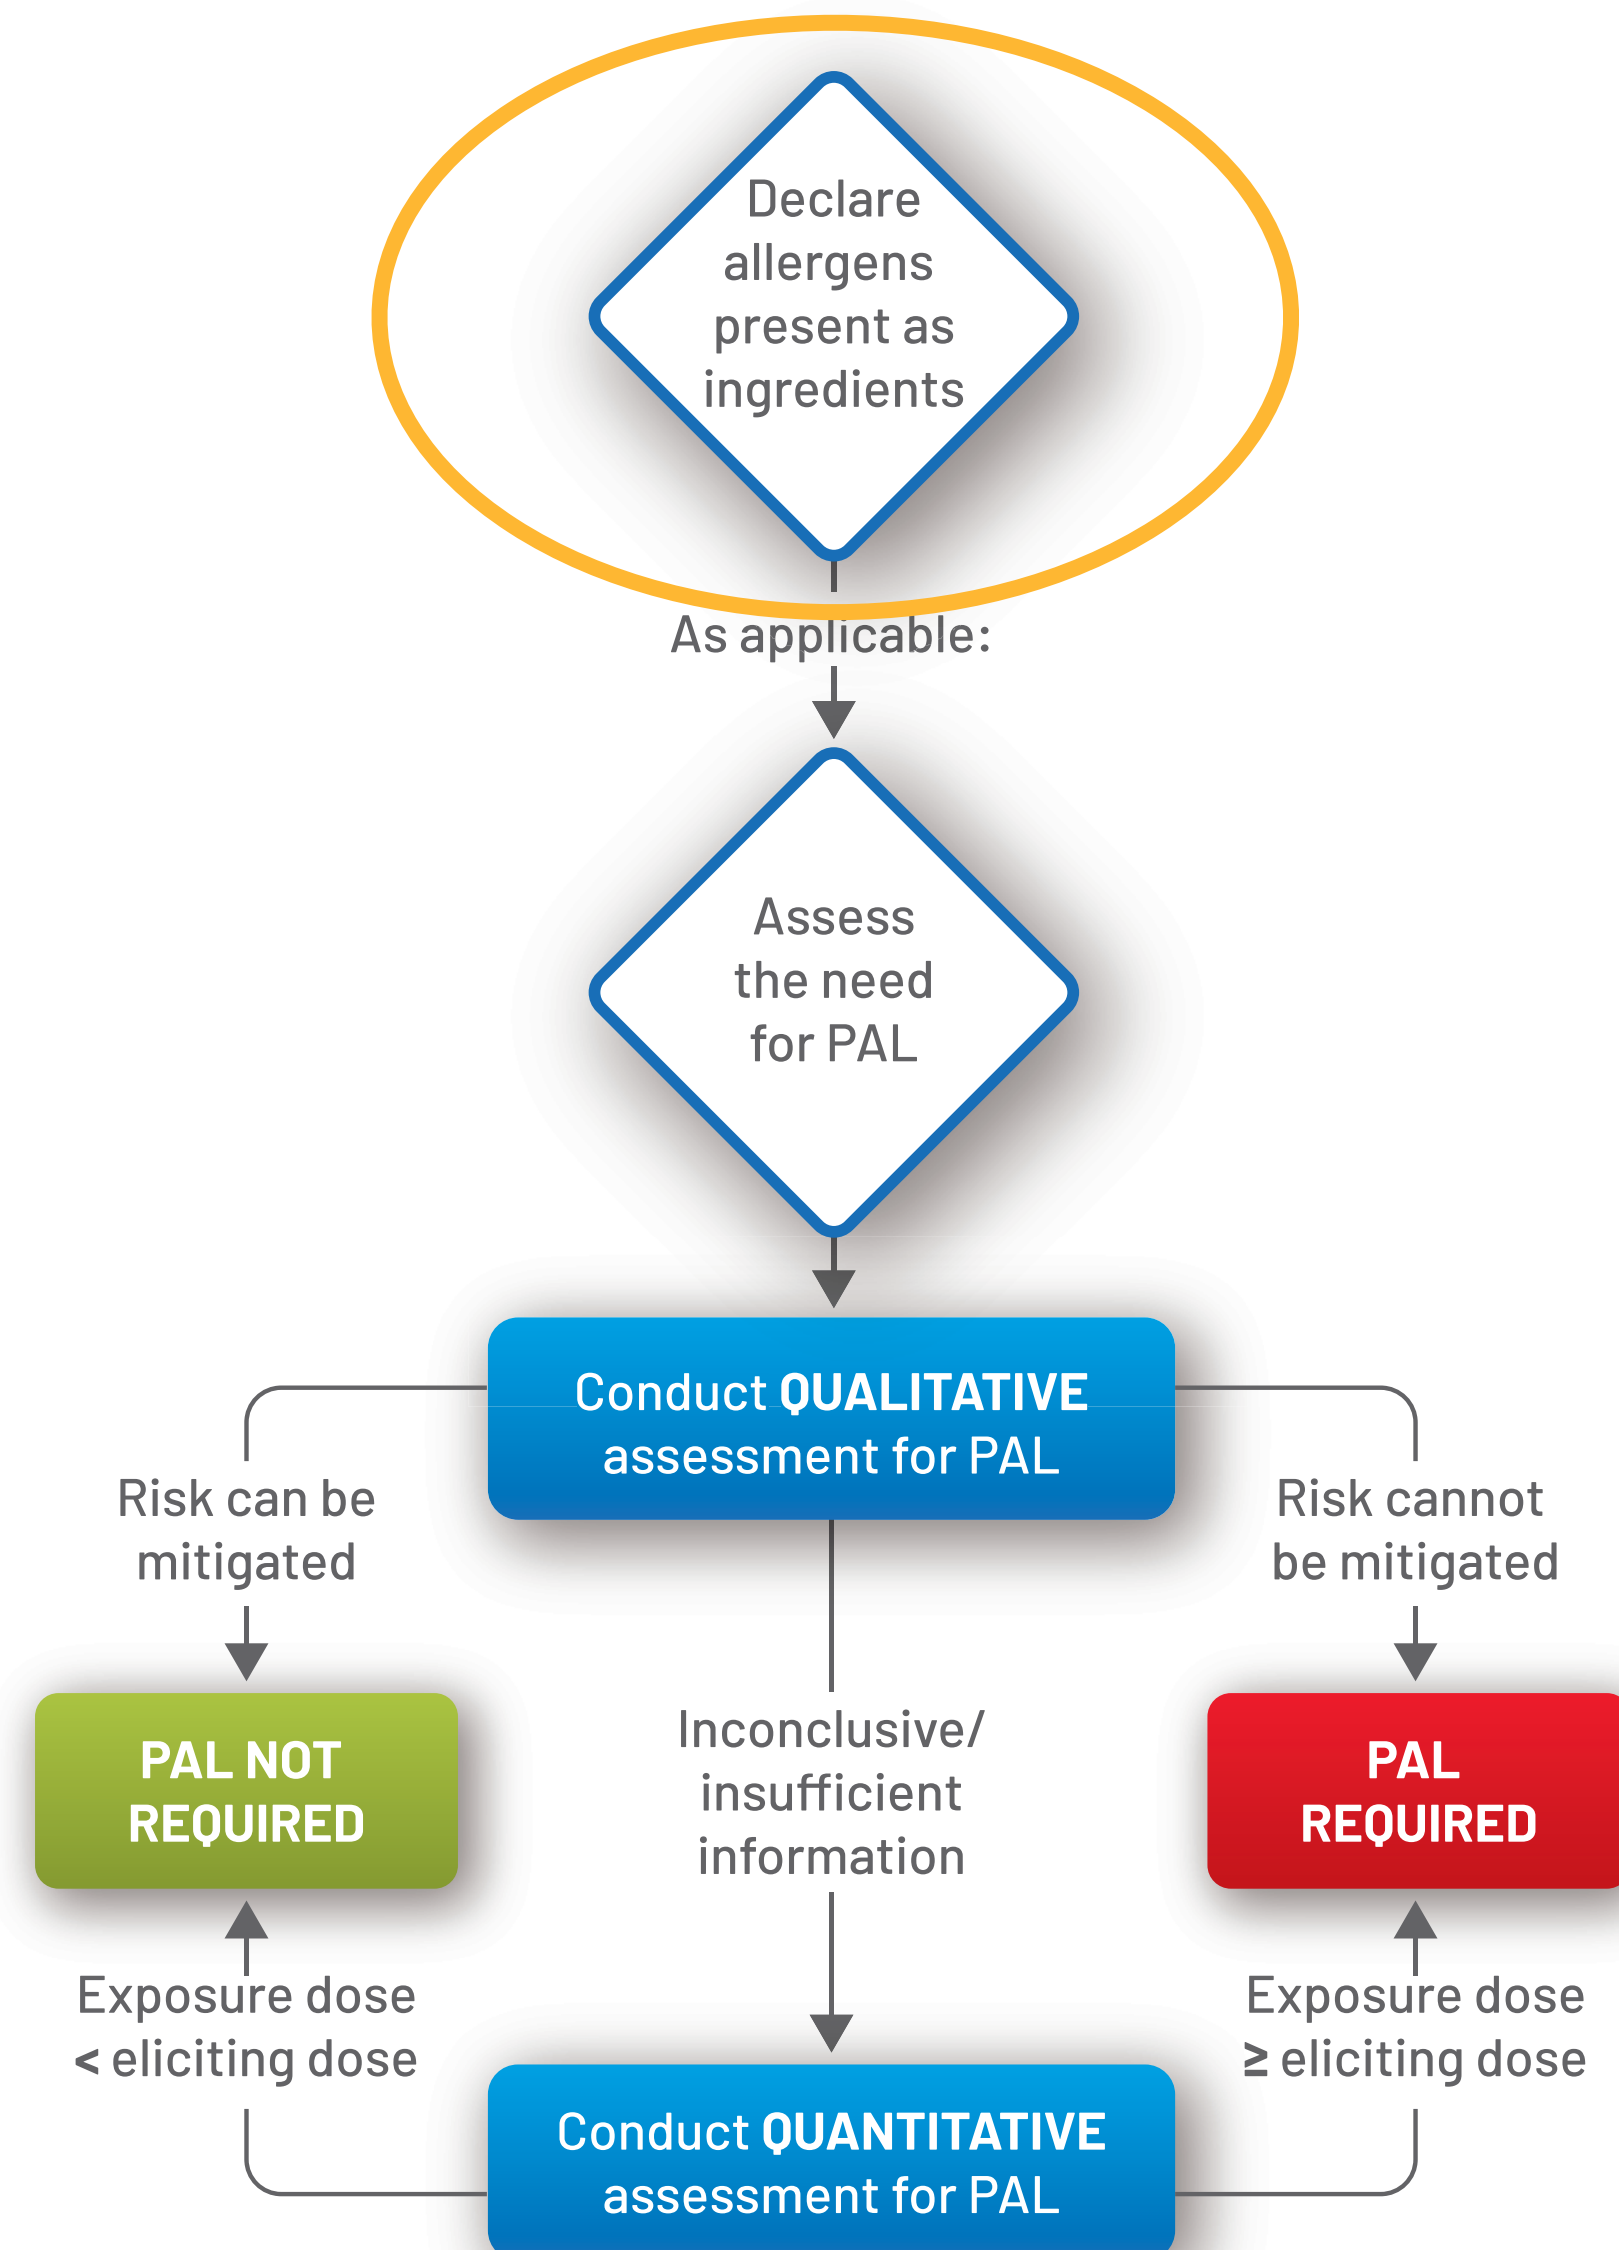 Declare
allergens
present as
ingredients
As applicable:
Assess
the need
for PAL
Conduct QUALITATIVE
assessment for PAL
Risk can be
mitigated
Risk cannot
be mitigated
PAL NOT
REQUIRED
Inconclusive/
insufficient
information
PAL
REQUIRED
Exposure dose
< eliciting dose
Exposure dose
≥ eliciting dose
Conduct QUANTITATIVE
assessment for PAL